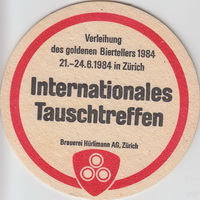 Verleihung
des goldenen Biertellers 1984
21.-24.6.1984 in Zürich
Internationales
Tauschtreffen
Brauerei Hürlimann AG, Zürich